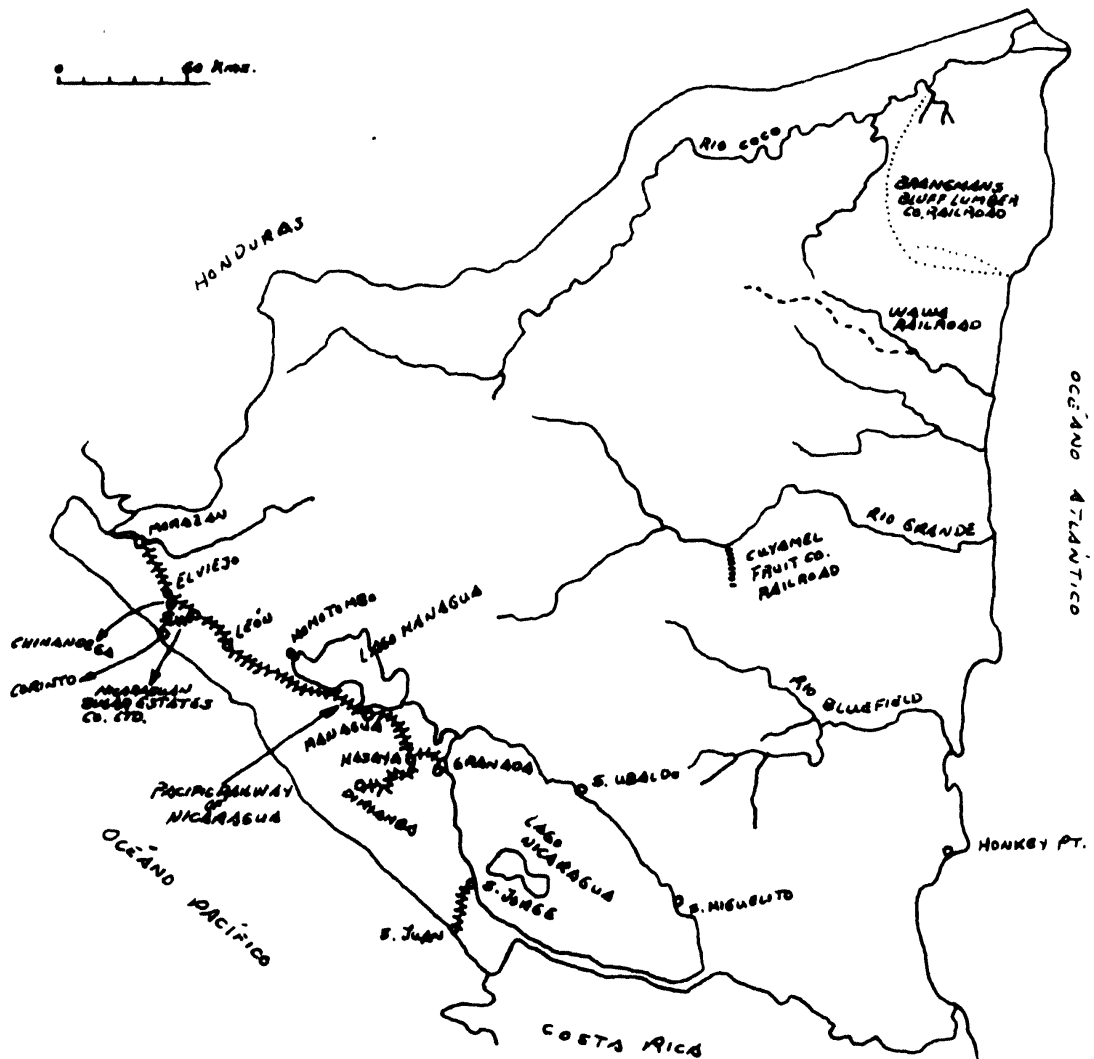 0 60 KMS.
RIO COCO
BRANGMANS
BLUFF LUMBER
CO. RAILROAD
HONDURAS
WAWA
RAILROAD
OCÉANO ATLÁNTICO
MORAZAN
RIO GRANDE
CUYAMEL
FRUIT CO.
RAILROAD
EL VIEJO
LEÓN
MOMOTOMBO
LAGO MANAGUA
CHINANDEGA
CORINTO
NICARAGUAN
SUGAR ESTATES
CO. LTD.
RIO
BLUEFIELD
MANAGUA
MASAYA
GRANADA
DIRIAMBA
S. UBALDO
PACIFIC RAILWAY
OF
NICARAGUA
LAGO
NICARAGUA
MONKEY PT.
OCÉANO PACÍFICO
S. JORGE
S. MIGUELITO
S. JUAN
COSTA RICA